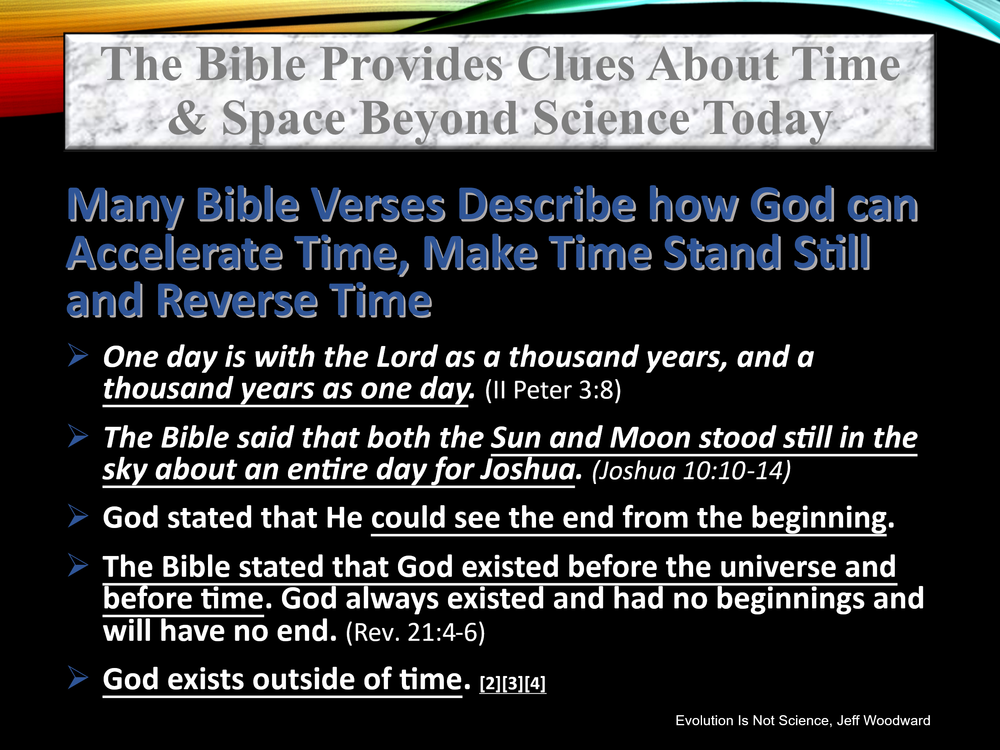 The Bible Provides Clues About Time
& Space Beyond Science Today
Many Bible Verses Describe how God can
Accelerate Time, Make Time Stand Still
and Reverse Time
One day is with the Lord as a thousand years, and a
thousand years as one day. (II Peter 3:8)
The Bible said that both the Sun and Moon stood still in the
sky about an entire day for Joshua. (Joshua 10:10-14)
God stated that He could see the end from the beginning.
The Bible stated that God existed before the universe and
before time. God always existed and had no beginnings and
will have no end. (Rev. 21:4-6)
God exists outside of time. [2][3][4]
Evolution Is Not Science, Jeff Woodward